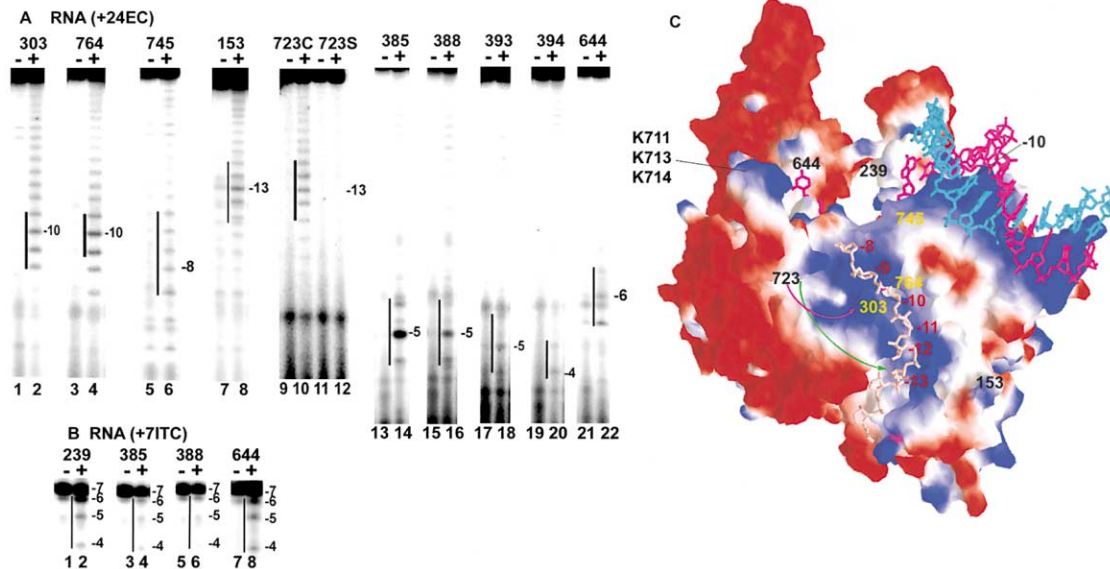 A RNA (+24EC)
303 764 745 153 723C 723S 385 388 393 394 644
- + - + - + - + - + - + - + - + - + - + - +
-10 -10 -8 -13 -13 -5 -5 -5 -4 -6
1 2 3 4 5 6 7 8 9 10 11 12
13 14 15 16 17 18 19 20 21 22
B RNA (+7ITC)
239 385 388 644
- + - + - + - +
-7 -7 -7 -7
-6 -6 -6 -6
-5 -5 -5 -5
-4 -4 -4 -4
1 2 3 4 5 6 7 8
C
K711
K713
K714
644
239
-10
745
-8
723
303
10
-11
-12
-13
153